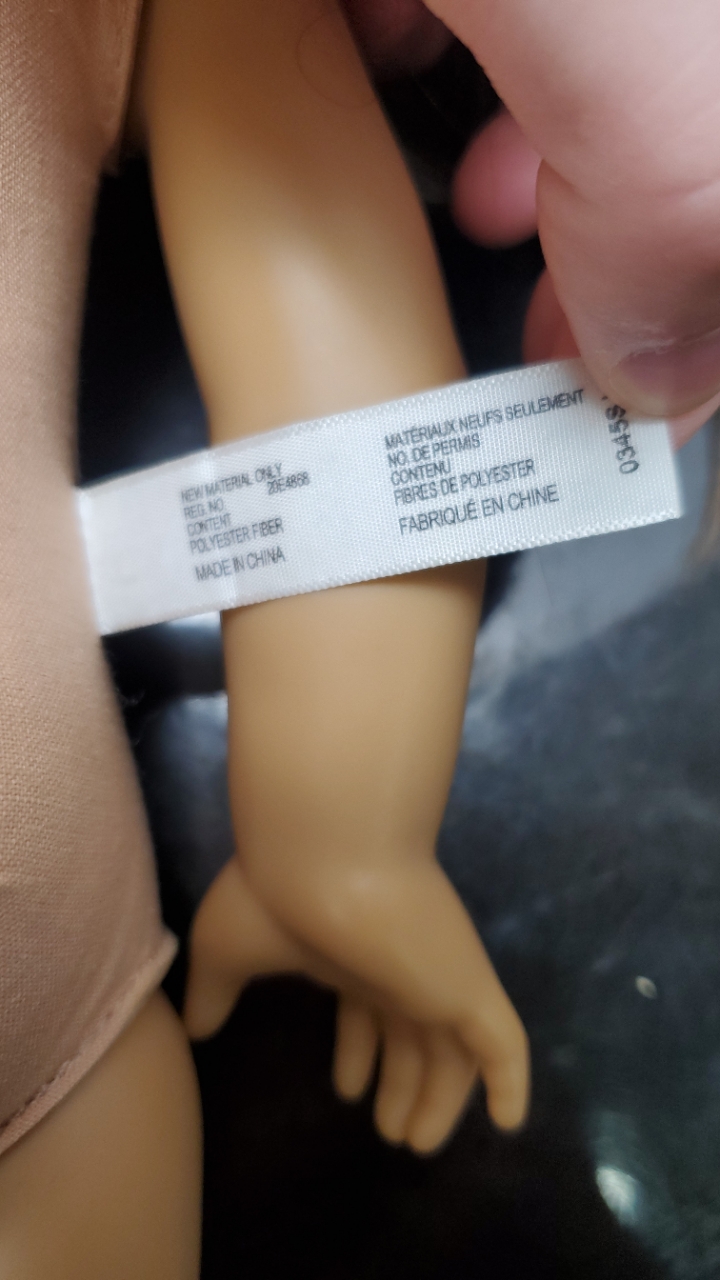 NEW MATERIAL ONLY
REG. NO. 20E4858
CONTENT
POLYESTER FIBER
MADE IN CHINA
MATÉRIAUX NEUFS SEULEMENT
NO. DE PERMIS
CONTENU
FIBRES DE POLYESTER
FABRIQUÉ EN CHINE